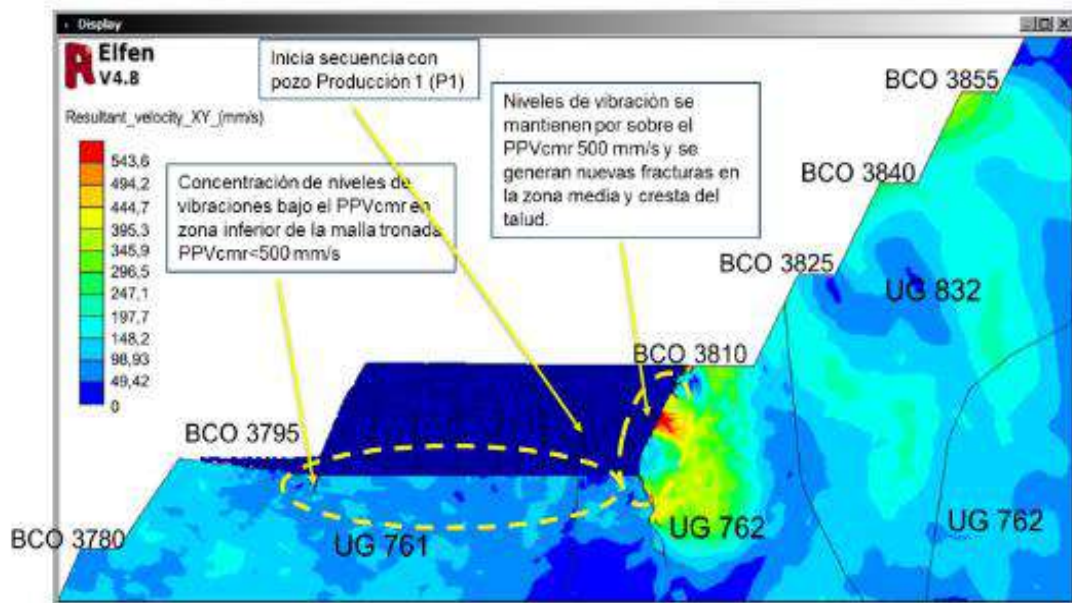 Display
Elfen
V4.8
Resultant_velocity_XY_(mm/s)
543,6
494,2
444,7
395,3
345,9
296,5
247,1
197,7
148,2
98,93
49,42
0
Inicia secuencia con
pozo Producción 1 (P1)
Concentración de niveles de
vibraciones bajo el PPVcmr en
zona inferior de la malla tronada
PPVcmr<500 mm/s
Niveles de vibración se
mantienen por sobre el
PPVcmr 500 mm/s y se
generan nuevas fracturas en
la zona media y cresta del
talud.
BCO 3855
BCO 3840
BCO 3825
UG 832
BCO 3810
BCO 3795
BCO 3780
UG 761
UG 762
UG 762